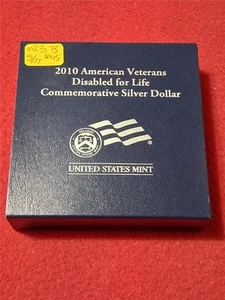 2010 American Veterans
Disabled for Life
Commemorative Silver Dollar
UNITED STATES MINT